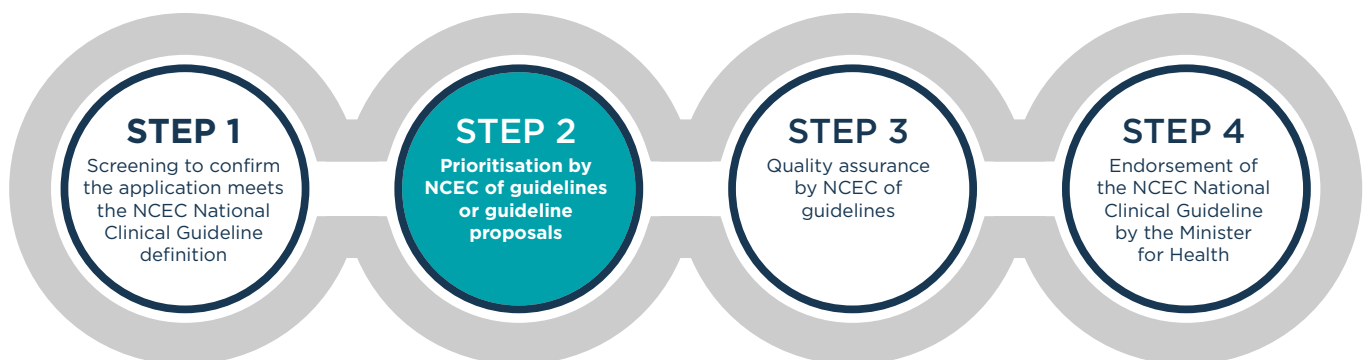 STEP 1
Screening to confirm
the application meets
the NCEC National
Clinical Guideline
definition
STEP 2
Prioritisation by
NCEC of guidelines
or guideline
proposals
STEP 3
Quality assurance
by NCEC of
guidelines
STEP 4
Endorsement of
the NCEC National
Clinical Guideline
by the Minister
for Health